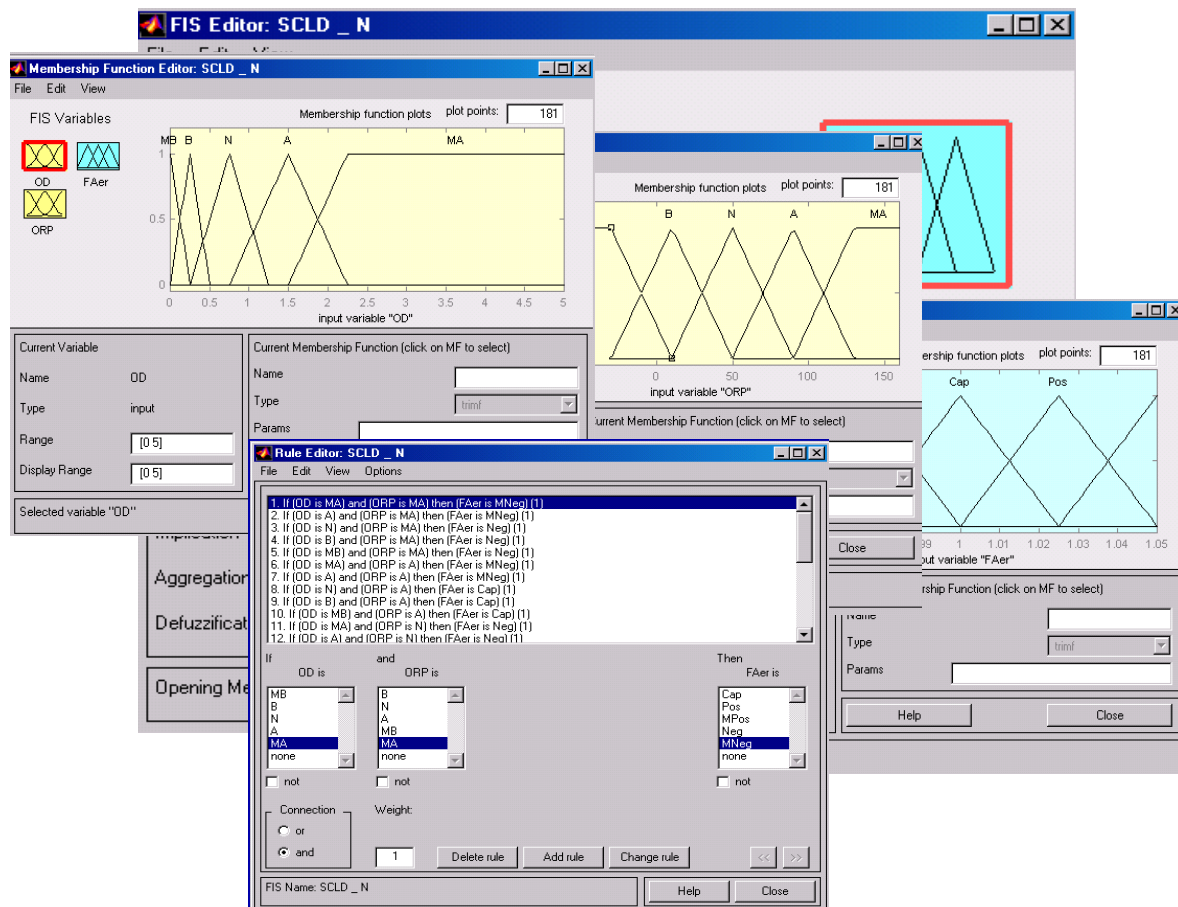 FIS Editor: SCLD _ N
Membership Function Editor: SCLD _ N
File Edit View
FIS Variables
OD
FAer
ORP
Membership function plots plot points: 181
MB B N A MA
1
0.5
0
0 0.5 1 1.5 2 2.5 3 3.5 4 4.5 5
input variable "OD"
Current Variable
Name OD
Type input
Range [0 5]
Display Range [0 5]
Selected variable "OD"
Current Membership Function (click on MF to select)
Name
Type trimf
Params
Membership function plots plot points: 181
B N A MA
0 50 100 150
input variable "ORP"
Current Membership Function (click on MF to select)
Close
plot points: 181
function plots
Cap Pos
1 1.01 1.02 1.03 1.04 1.05
variable "FAer"
(click on MF to select)
Name
Type trimf
Params
Help Close
Aggregation
Defuzzificat
Opening Me
Rule Editor: SCLD _ N
File Edit View Options
1. If (OD is MA) and (ORP is MA) then (FAer is MNeg) (1)
2. If (OD is A) and (ORP is MA) then (FAer is MNeg) (1)
3. If (OD is N) and (ORP is MA) then (FAer is Neg) (1)
4. If (OD is B) and (ORP is MA) then (FAer is Neg) (1)
5. If (OD is MB) and (ORP is MA) then (FAer is Neg) (1)
6. If (OD is MA) and (ORP is A) then (FAer is MNeg) (1)
7. If (OD is A) and (ORP is A) then (FAer is MNeg) (1)
8. If (OD is N) and (ORP is A) then (FAer is Cap) (1)
9. If (OD is B) and (ORP is A) then (FAer is Cap) (1)
10. If (OD is MB) and (ORP is A) then (FAer is Cap) (1)
11. If (OD is MA) and (ORP is N) then (FAer is Neg) (1)
12. If (OD is A) and (ORP is N) then (FAer is Neg) (1)
If and Then
OD is ORP is FAer is
MB B Cap
B N Pos
N A MPos
A MB Neg
MA MA MNeg
none none none
not not not
Connection Weight:
or
and 1 Delete rule Add rule Change rule << >>
FIS Name: SCLD _ N Help Close